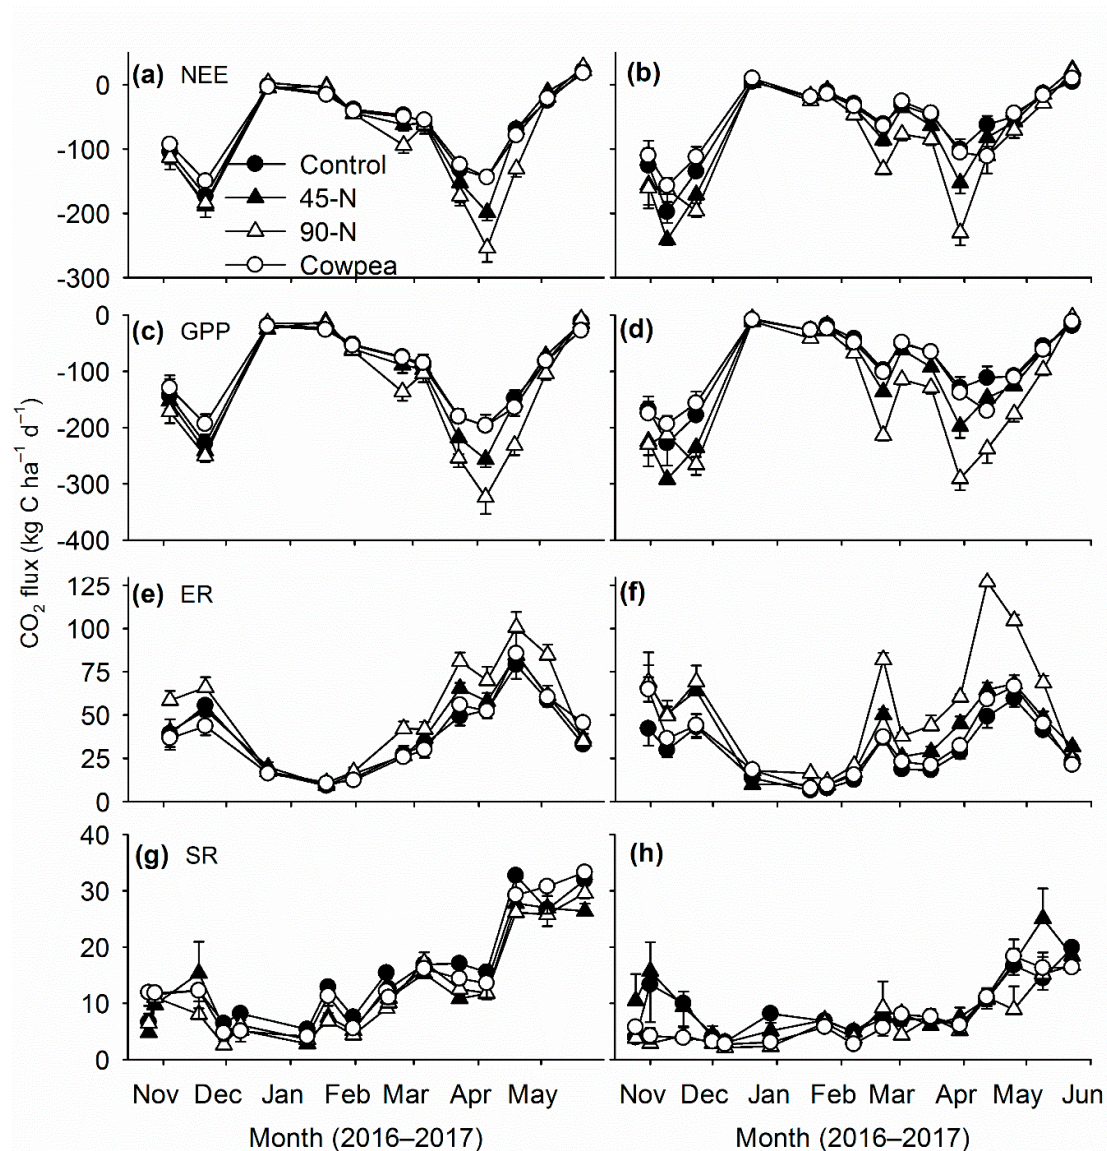 (a) NEE
(b)
0
-100
-200
-300
Control
45-N
90-N
Cowpea
(c) GPP
(d)
0
-100
-200
-300
-400
CO₂ flux (kg C ha⁻¹ d⁻¹)
(e) ER
(f)
125
100
75
50
25
0
(g) SR
(h)
40
30
20
10
0
Nov Dec Jan Feb Mar Apr May
Nov Dec Jan Feb Mar Apr May Jun
Month (2016–2017)
Month (2016–2017)